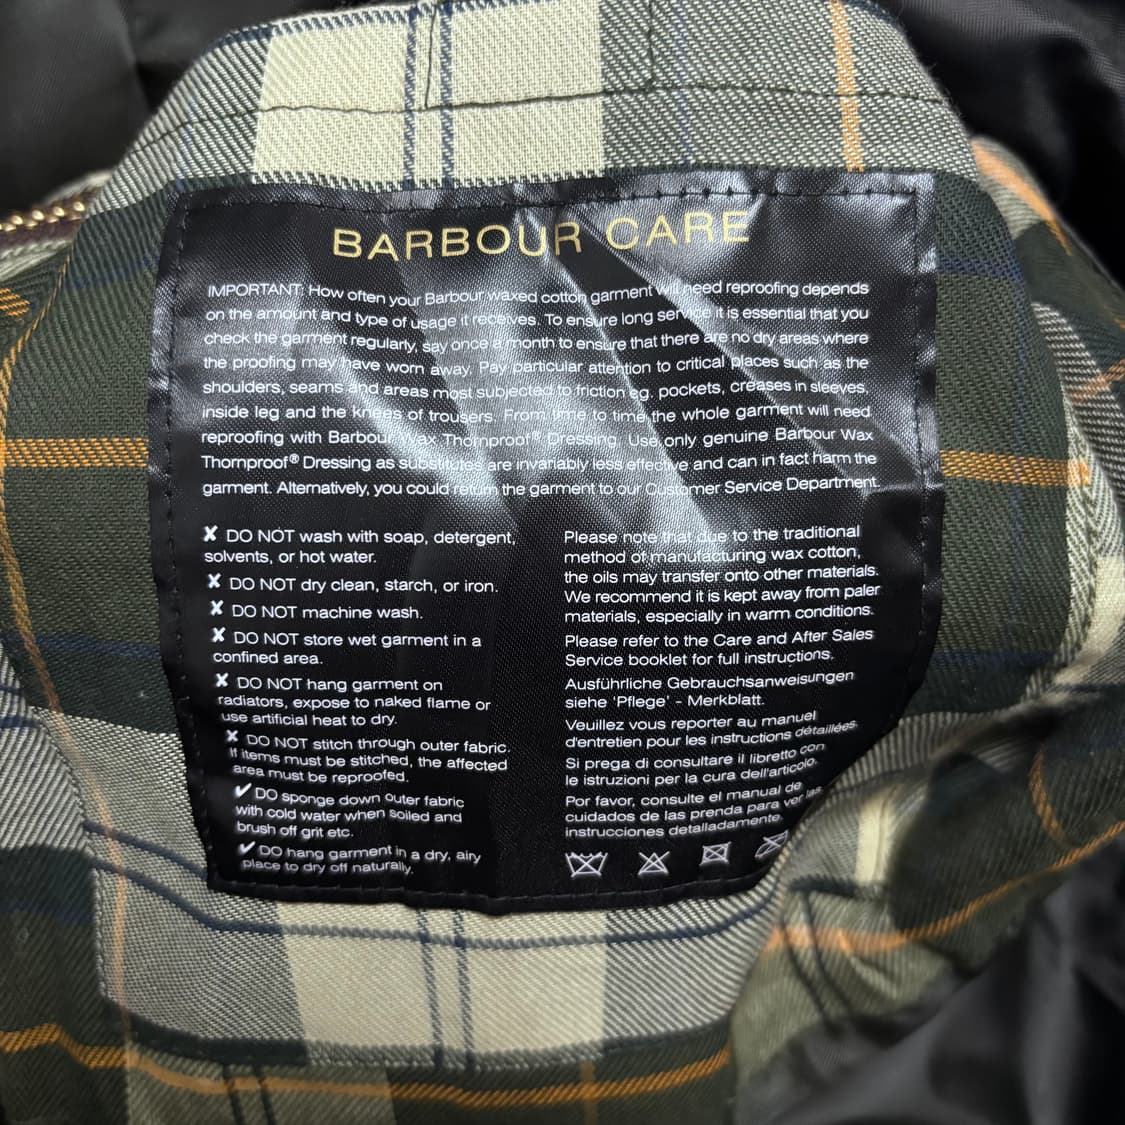 BARBOUR CARE
IMPORTANT: How often your Barbour waxed cotton garment will need reproofing depends
on the amount and type of usage it receives. To ensure long service it is essential that you
check the garment regularly, say once a month to ensure that there are no dry areas where
the proofing may have worn away. Pay particular attention to critical places such as the
shoulders, seams and areas most subjected to friction eg. pockets, creases in sleeves,
inside leg and the knees of trousers. From time to time the whole garment will need
reproofing with Barbour Wax Thornproof® Dressing. Use only genuine Barbour Wax
Thornproof® Dressing as substitutes are invariably less effective and can in fact harm the
garment. Alternatively, you could return the garment to our Customer Service Department.
✘ DO NOT wash with soap, detergent,
solvents, or hot water.
✘ DO NOT dry clean, starch, or iron.
✘ DO NOT machine wash.
✘ DO NOT store wet garment in a
confined area.
✘ DO NOT hang garment on
radiators, expose to naked flame or
use artificial heat to dry.
✘ DO NOT stitch through outer fabric.
If items must be stitched, the affected
area must be reproofed.
✔ DO sponge down outer fabric
with cold water when soiled and
brush off grit etc.
✔ DO hang garment in a dry, airy
place to dry off naturally.
Please note that due to the traditional
method of manufacturing wax cotton,
the oils may transfer onto other materials.
We recommend it is kept away from paler
materials, especially in warm conditions.
Please refer to the Care and After Sales
Service booklet for full instructions.
Ausführliche Gebrauchsanweisungen
siehe 'Pflege' - Merkblatt.
Veuillez vous reporter au manuel
d'entretien pour les instructions détaillées.
Si prega di consultare il libretto con
le istruzioni per la cura dell'articolo.
Por favor, consulte el manual de
cuidados de las prenda para ver las
instrucciones detalladamente.